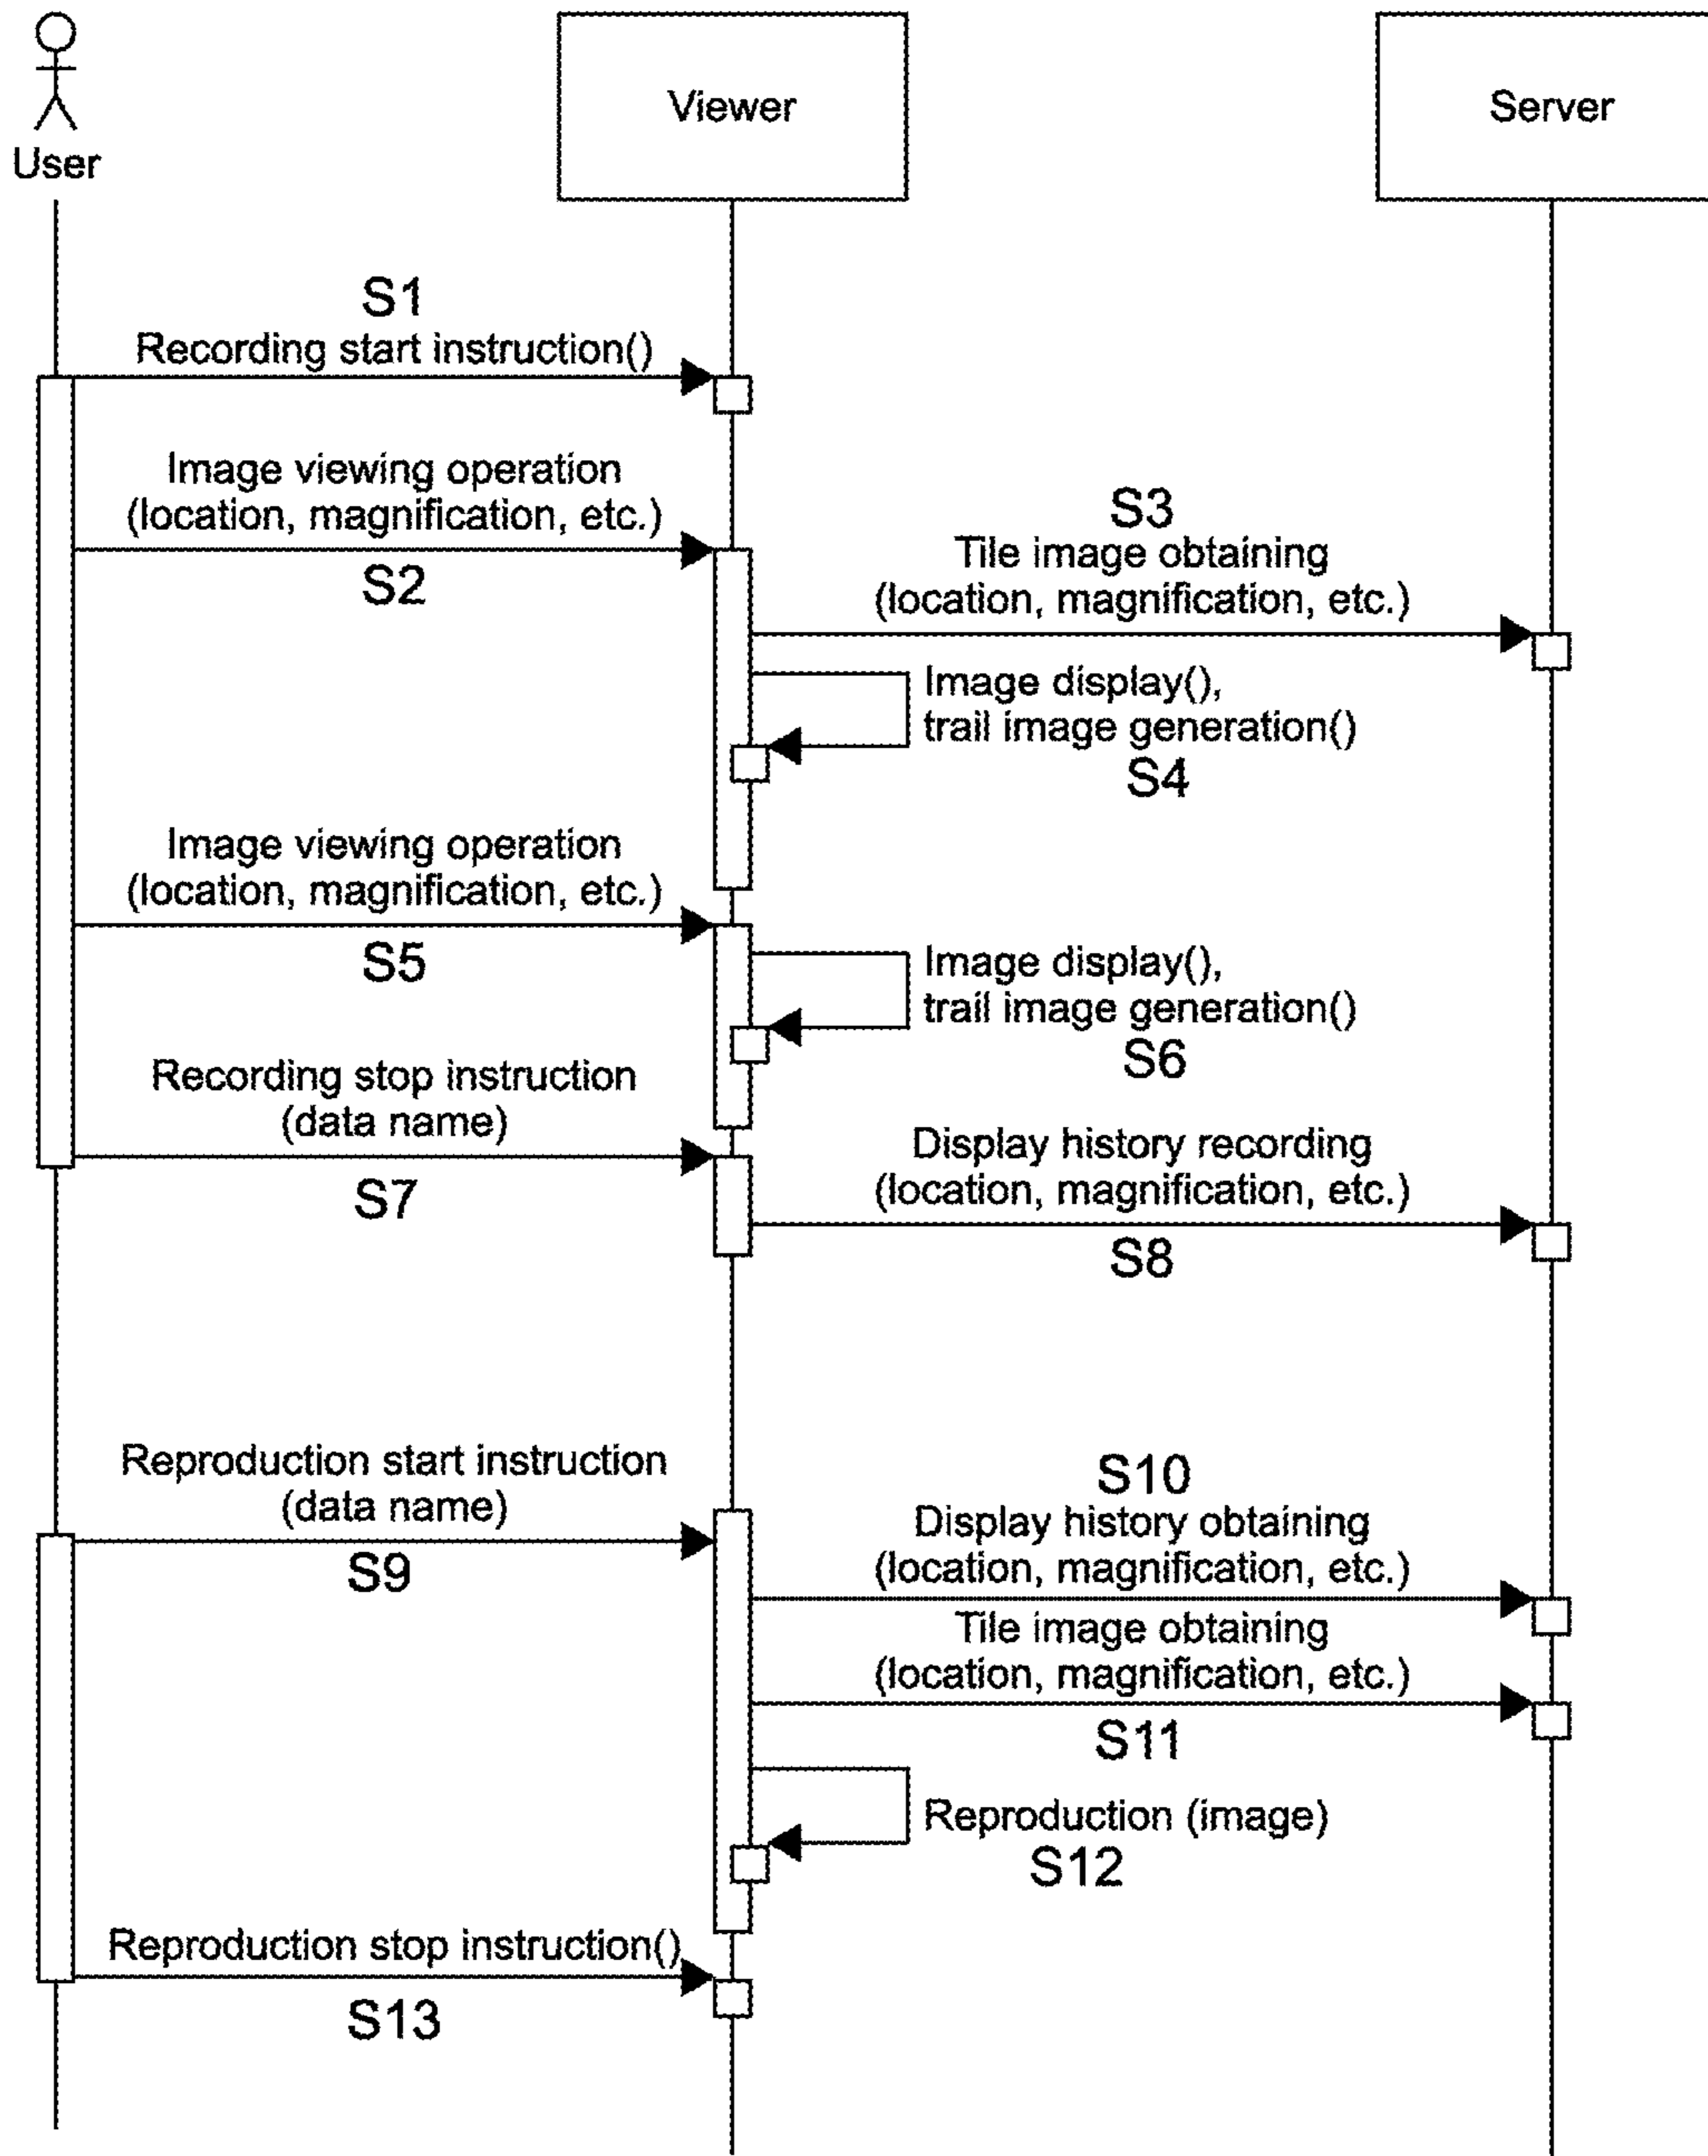 User
Viewer
Server
S1
Recording start instruction()
Image viewing operation
(location, magnification, etc.)
S2
S3
Tile image obtaining
(location, magnification, etc.)
Image display(),
trail image generation()
S4
Image viewing operation
(location, magnification, etc.)
S5
Image display(),
trail image generation()
S6
Recording stop instruction
(data name)
S7
Display history recording
(location, magnification, etc.)
S8
Reproduction start instruction
(data name)
S9
S10
Display history obtaining
(location, magnification, etc.)
Tile image obtaining
(location, magnification, etc.)
S11
Reproduction (image)
S12
Reproduction stop instruction()
S13